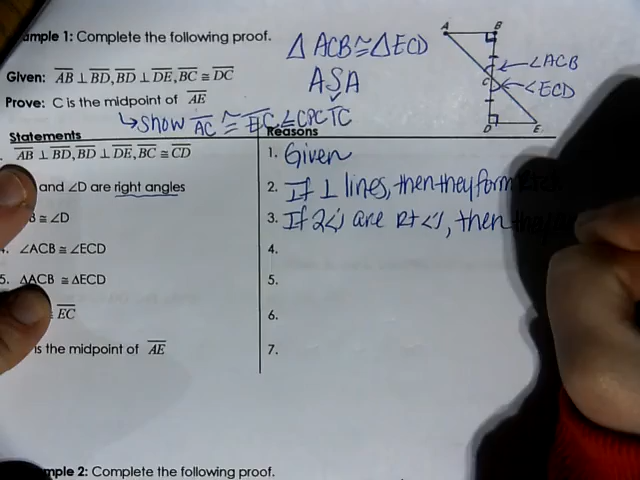 ample 1: Complete the following proof.
△ ACB ≅ △ ECD
A
B
∠ACB
C
∠ECD
D
E
Given: AB ⊥ BD, BD ⊥ DE, BC ≅ DC
ASA
Prove: C is the midpoint of AE
↳ Show AC ≅ EC CPCTC
Statements
Reasons
AB ⊥ BD, BD ⊥ DE, BC ≅ CD
1. Given
and ∠D are right angles
2. If ⊥ lines, then they form
B ≅ ∠D
3. If 2∠s are Rt∠s, then
∠ACB ≅ ∠ECD
4.
5. ΔACB ≅ ΔECD
5.
EC
6.
is the midpoint of AE
7.
mple 2: Complete the following proof.